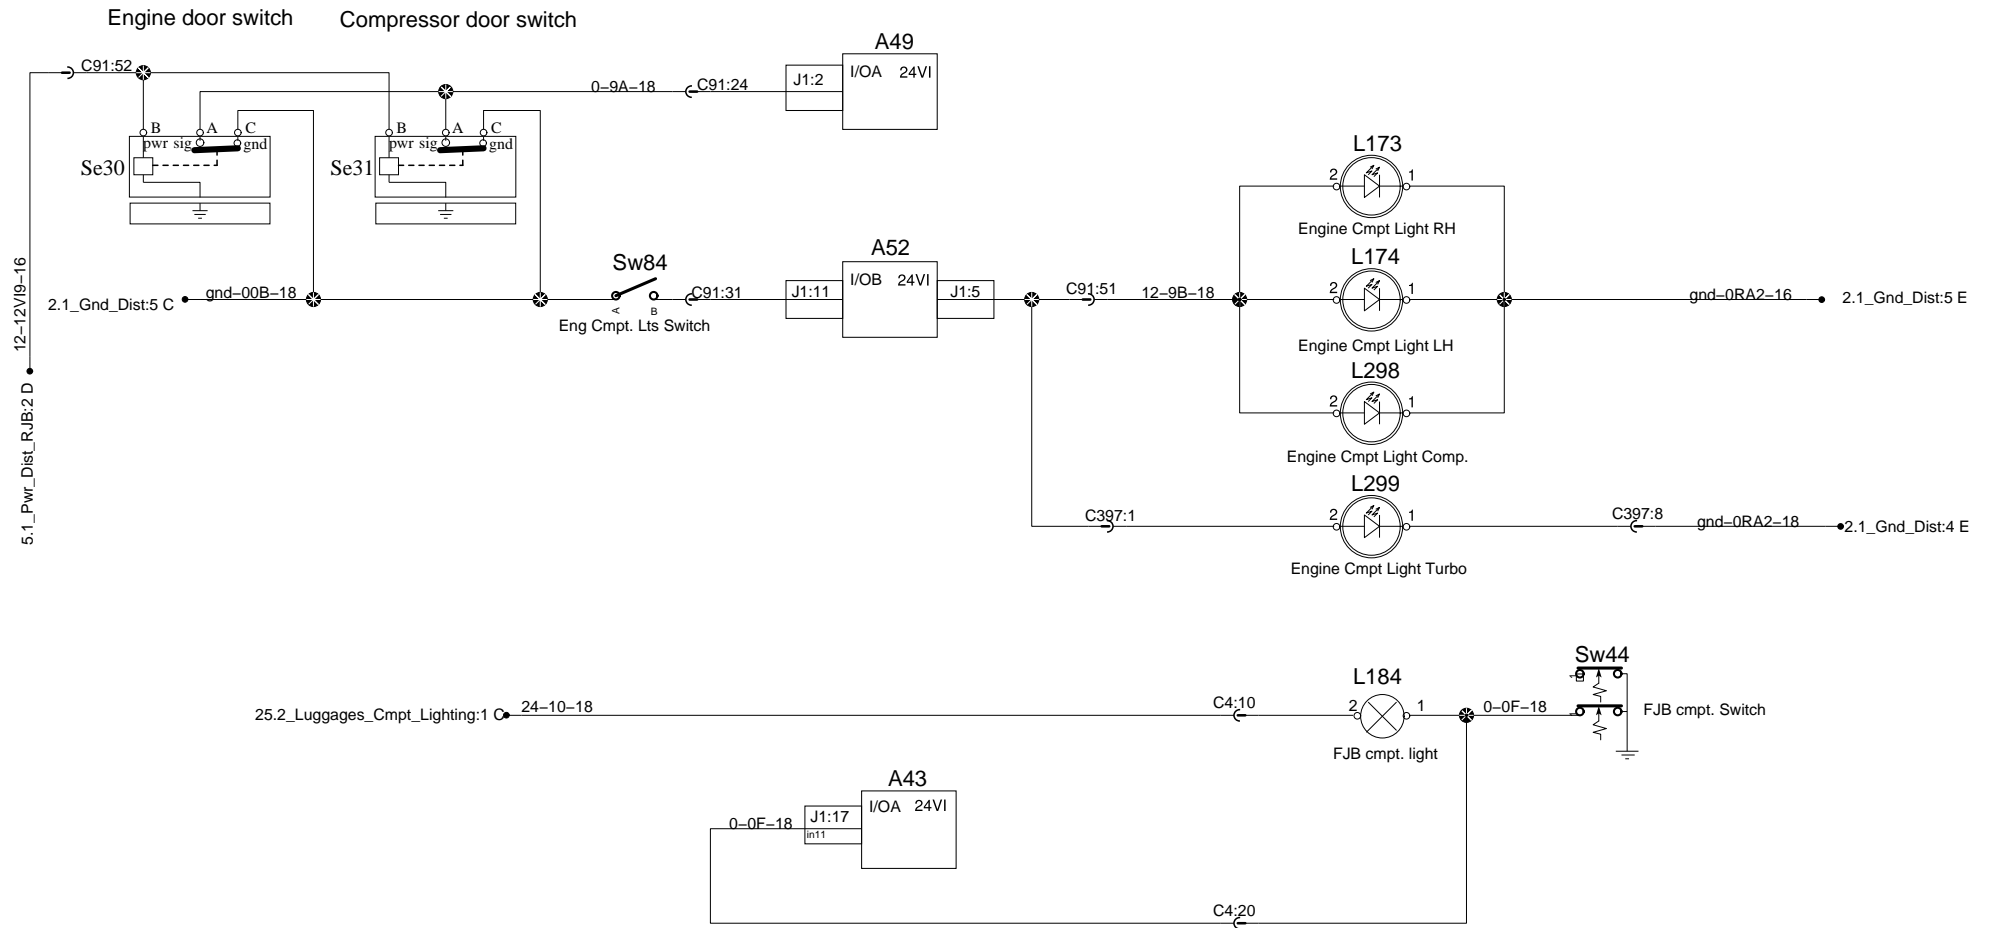 Engine door switch
Compressor door switch
A49
I/OA 24VI
J1:2
C91:52
0-9A-18
C91:24
B
A
C
pwr
sig
gnd
Se30
B
A
C
pwr
sig
gnd
Se31
12-12VI9-16
5.1_Pwr_Dist_RJB:2 D
2.1_Gnd_Dist:5 C
gnd-00B-18
Sw84
A
B
Eng Cmpt. Lts Switch
C91:31
A52
I/OB 24VI
J1:11
J1:5
C91:51
12-9B-18
L173
2
1
Engine Cmpt Light RH
L174
2
1
Engine Cmpt Light LH
gnd-0RA2-16
2.1_Gnd_Dist:5 E
L298
2
1
Engine Cmpt Light Comp.
L299
C397:1
2
1
C397:8
gnd-0RA2-18
2.1_Gnd_Dist:4 E
Engine Cmpt Light Turbo
25.2_Luggages_Cmpt_Lighting:1 C
24-10-18
C4:10
L184
2
1
FJB cmpt. light
0-0F-18
Sw44
FJB cmpt. Switch
A43
I/OA 24VI
J1:17
in11
0-0F-18
C4:20